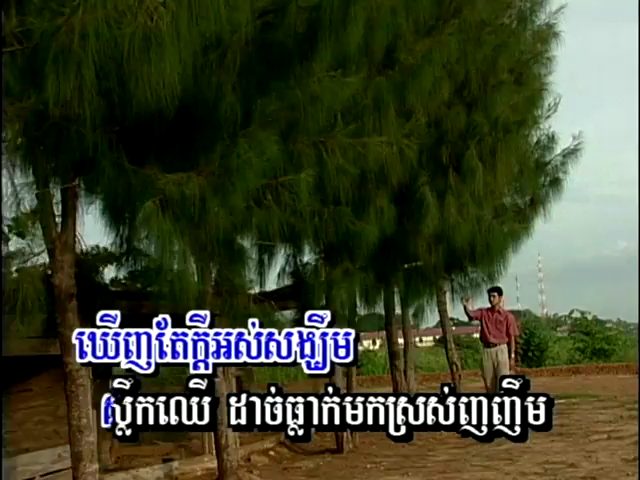 ឃើញតែក្ដីអស់សង្ឃឹម
ស្លឹកឈើ ដាច់ធ្លាក់មកស្រស់ញញឹម